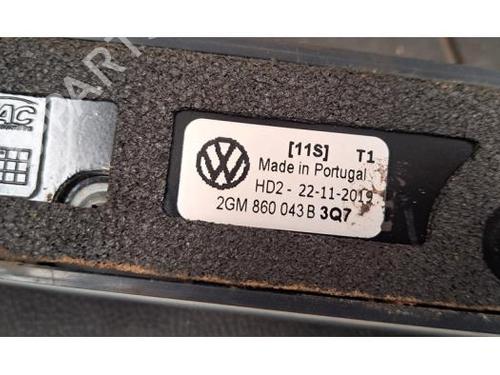 [11S] T1
Made in Portugal
HD2 - 22-11-2019
2GM 860 043 B 3Q7